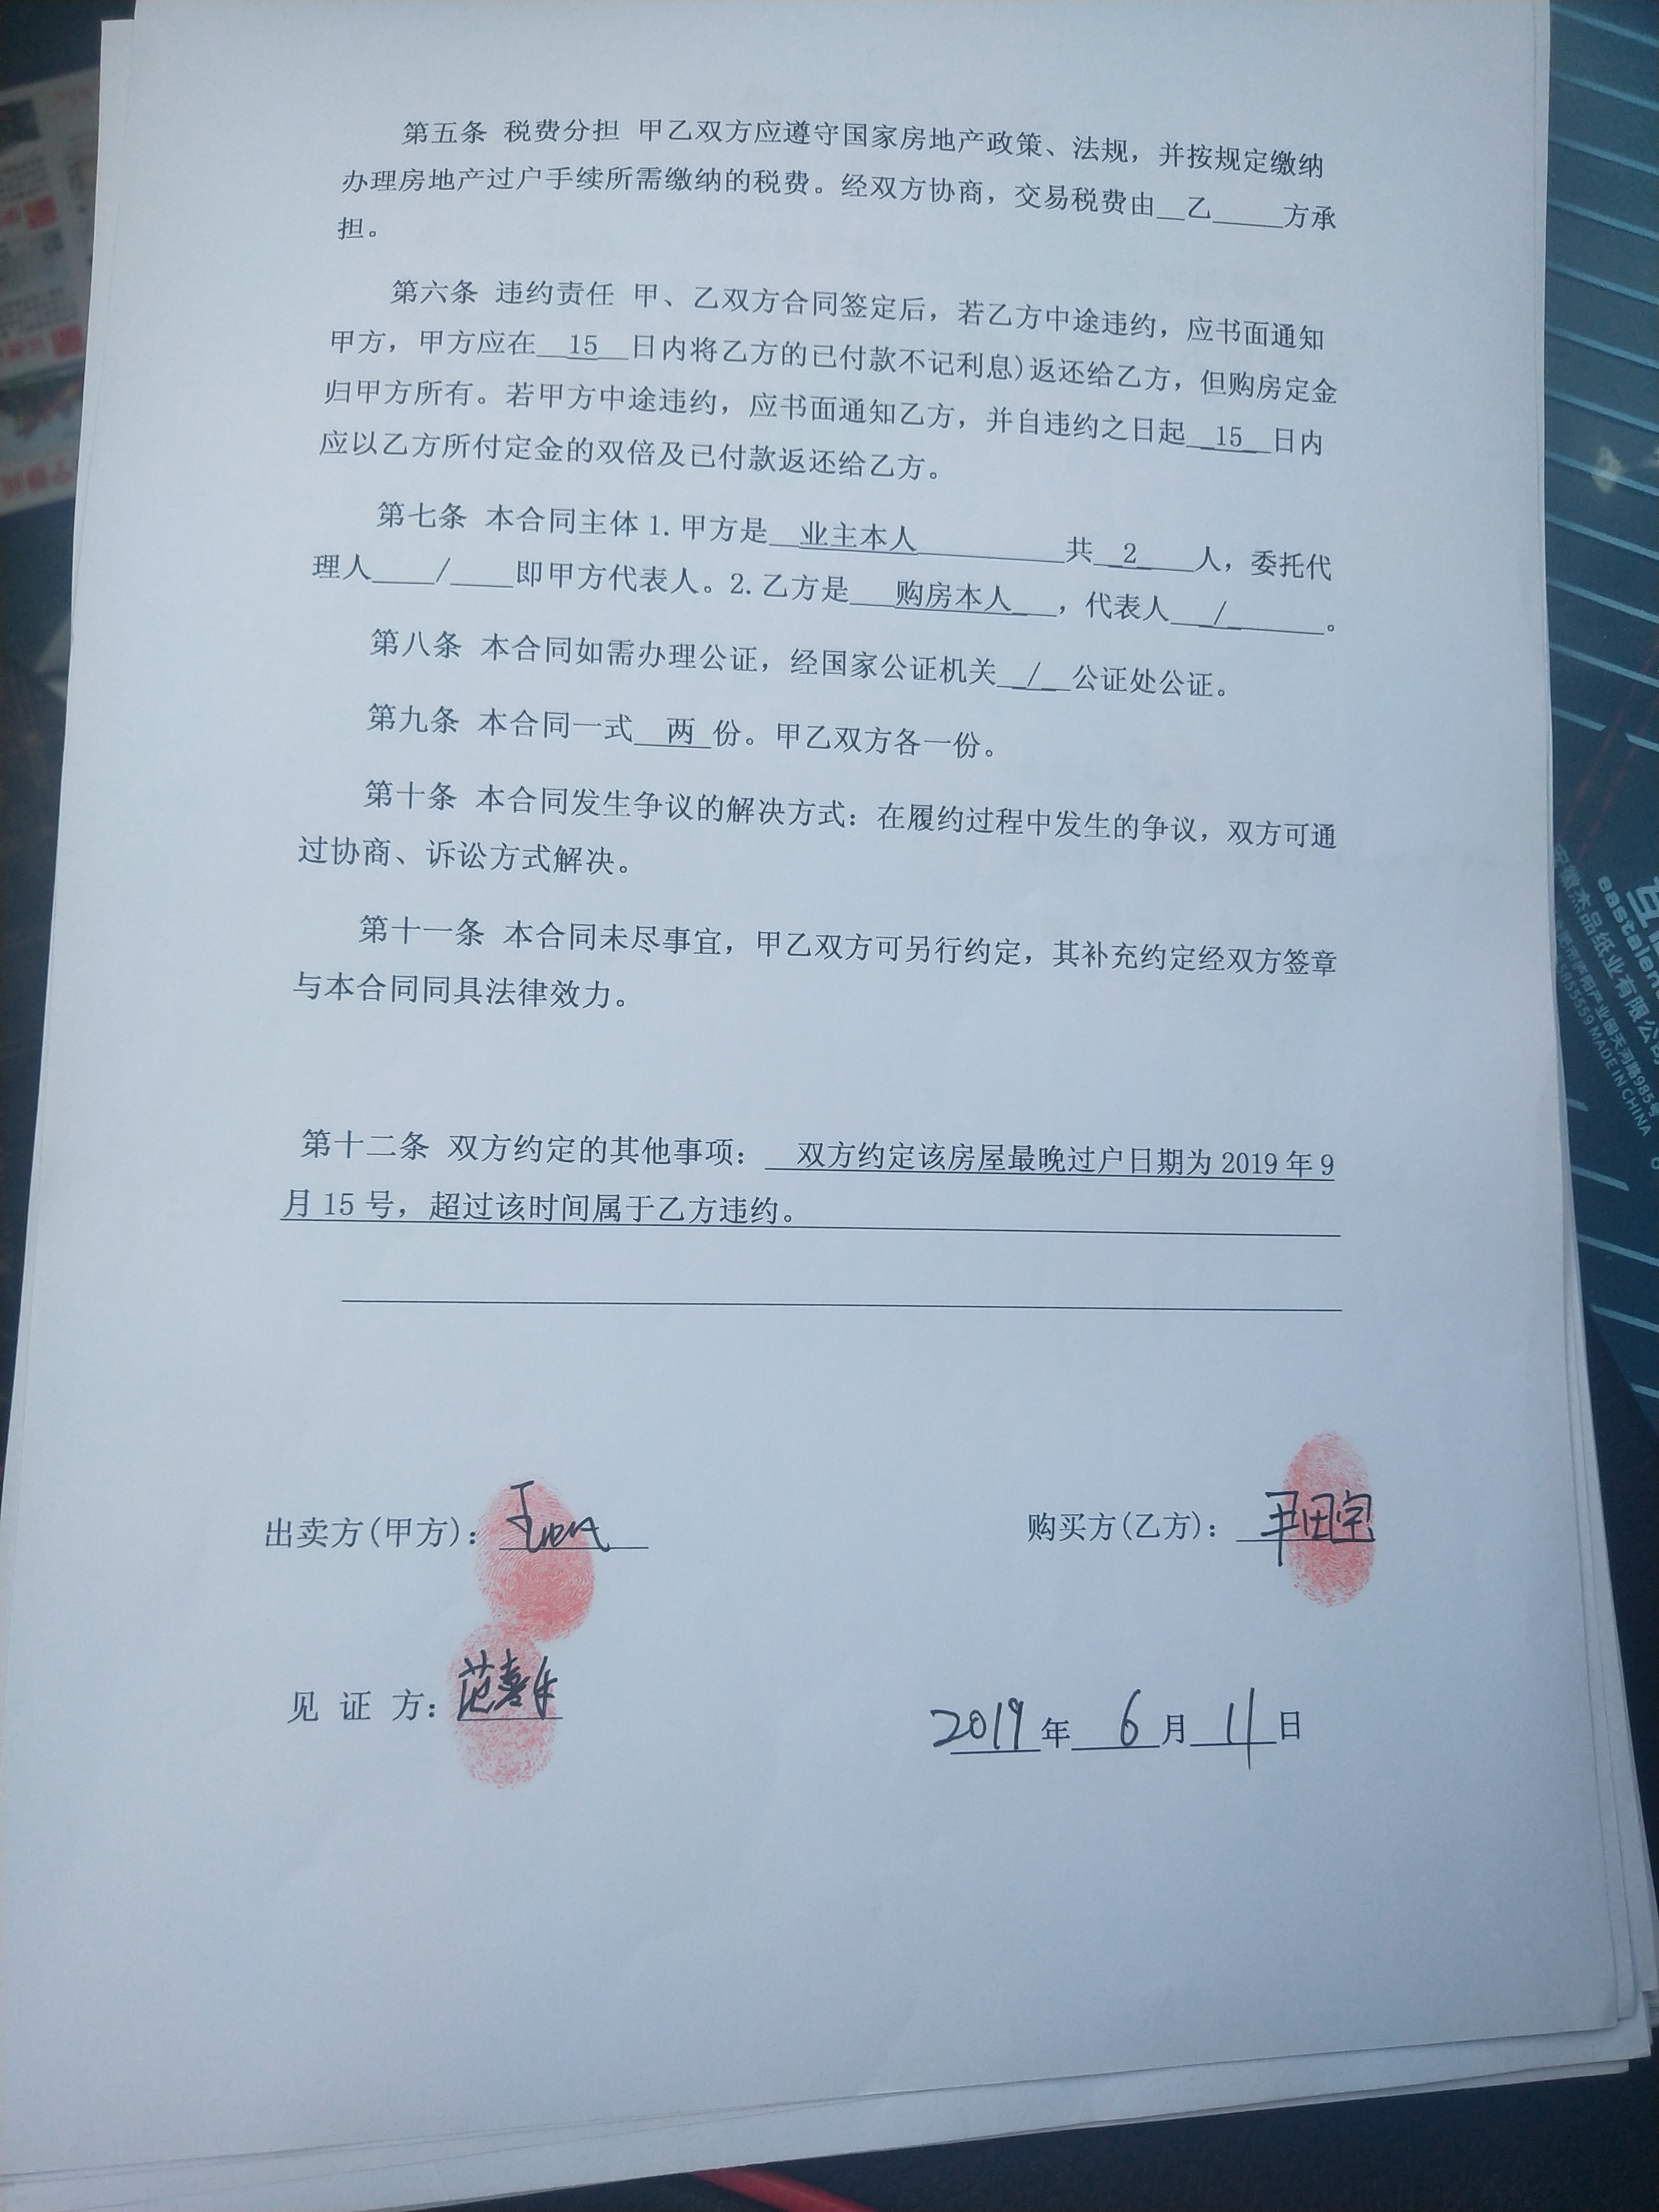 第五条 税费分担 甲乙双方应遵守国家房地产政策、法规，并按规定缴纳
办理房地产过户手续所需缴纳的税费。经双方协商，交易税费由__乙_____方承
担。
第六条 违约责任 甲、乙双方合同签定后，若乙方中途违约，应书面通知
甲方，甲方应在__15__日内将乙方的已付款不记利息)返还给乙方，但购房定金
归甲方所有。若甲方中途违约，应书面通知乙方，并自违约之日起__15__日内
应以乙方所付定金的双倍及已付款返还给乙方。
第七条 本合同主体 1.甲方是__业主本人__________共__2____人，委托代
理人____/____即甲方代表人。2.乙方是___购房本人___，代表人__/______。
第八条 本合同如需办理公证，经国家公证机关__/__公证处公证。
第九条 本合同一式__两_份。甲乙双方各一份。
第十条 本合同发生争议的解决方式：在履约过程中发生的争议，双方可通
过协商、诉讼方式解决。
第十一条 本合同未尽事宜，甲乙双方可另行约定，其补充约定经双方签章
与本合同同具法律效力。
第十二条 双方约定的其他事项：__双方约定该房屋最晚过户日期为 2019 年 9
月 15 号，超过该时间属于乙方违约。
出卖方(甲方)：
购买方(乙方)：
见 证 方：范喜
2019 年 6 月 11 日
eastele
MADE IN CHINA